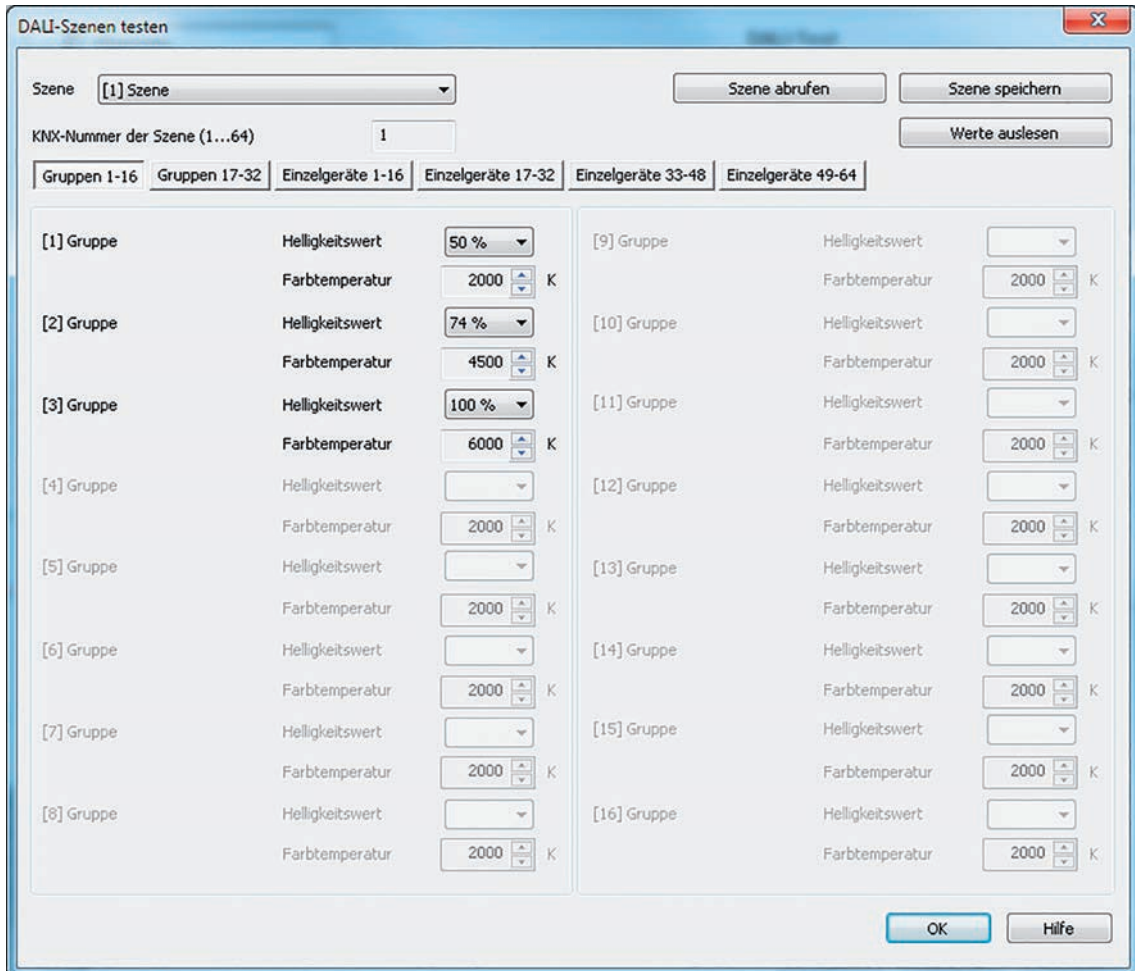 DALI-Szenen testen
Szene [1] Szene Szene abrufen Szene speichern
KNX-Nummer der Szene (1...64) 1 Werte auslesen
Gruppen 1-16 Gruppen 17-32 Einzelgeräte 1-16 Einzelgeräte 17-32 Einzelgeräte 33-48 Einzelgeräte 49-64
[1] Gruppe Helligkeitswert 50 % [9] Gruppe Helligkeitswert
Farbtemperatur 2000 K Farbtemperatur 2000 K
[2] Gruppe Helligkeitswert 74 % [10] Gruppe Helligkeitswert
Farbtemperatur 4500 K Farbtemperatur 2000 K
[3] Gruppe Helligkeitswert 100 % [11] Gruppe Helligkeitswert
Farbtemperatur 6000 K Farbtemperatur 2000 K
[4] Gruppe Helligkeitswert [12] Gruppe Helligkeitswert
Farbtemperatur 2000 K Farbtemperatur 2000 K
[5] Gruppe Helligkeitswert [13] Gruppe Helligkeitswert
Farbtemperatur 2000 K Farbtemperatur 2000 K
[6] Gruppe Helligkeitswert [14] Gruppe Helligkeitswert
Farbtemperatur 2000 K Farbtemperatur 2000 K
[7] Gruppe Helligkeitswert [15] Gruppe Helligkeitswert
Farbtemperatur 2000 K Farbtemperatur 2000 K
[8] Gruppe Helligkeitswert [16] Gruppe Helligkeitswert
Farbtemperatur 2000 K Farbtemperatur 2000 K
OK Hilfe